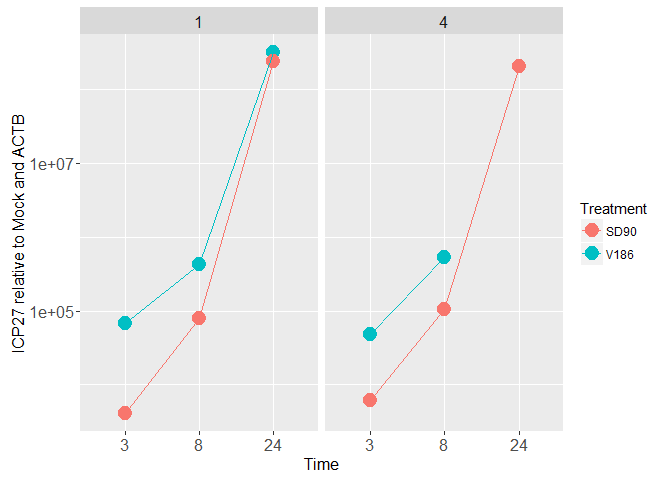 1 4
ICP27 relative to Mock and ACTB
1e+07
1e+05
3 8 24 3 8 24
Time
Treatment
SD90
V186